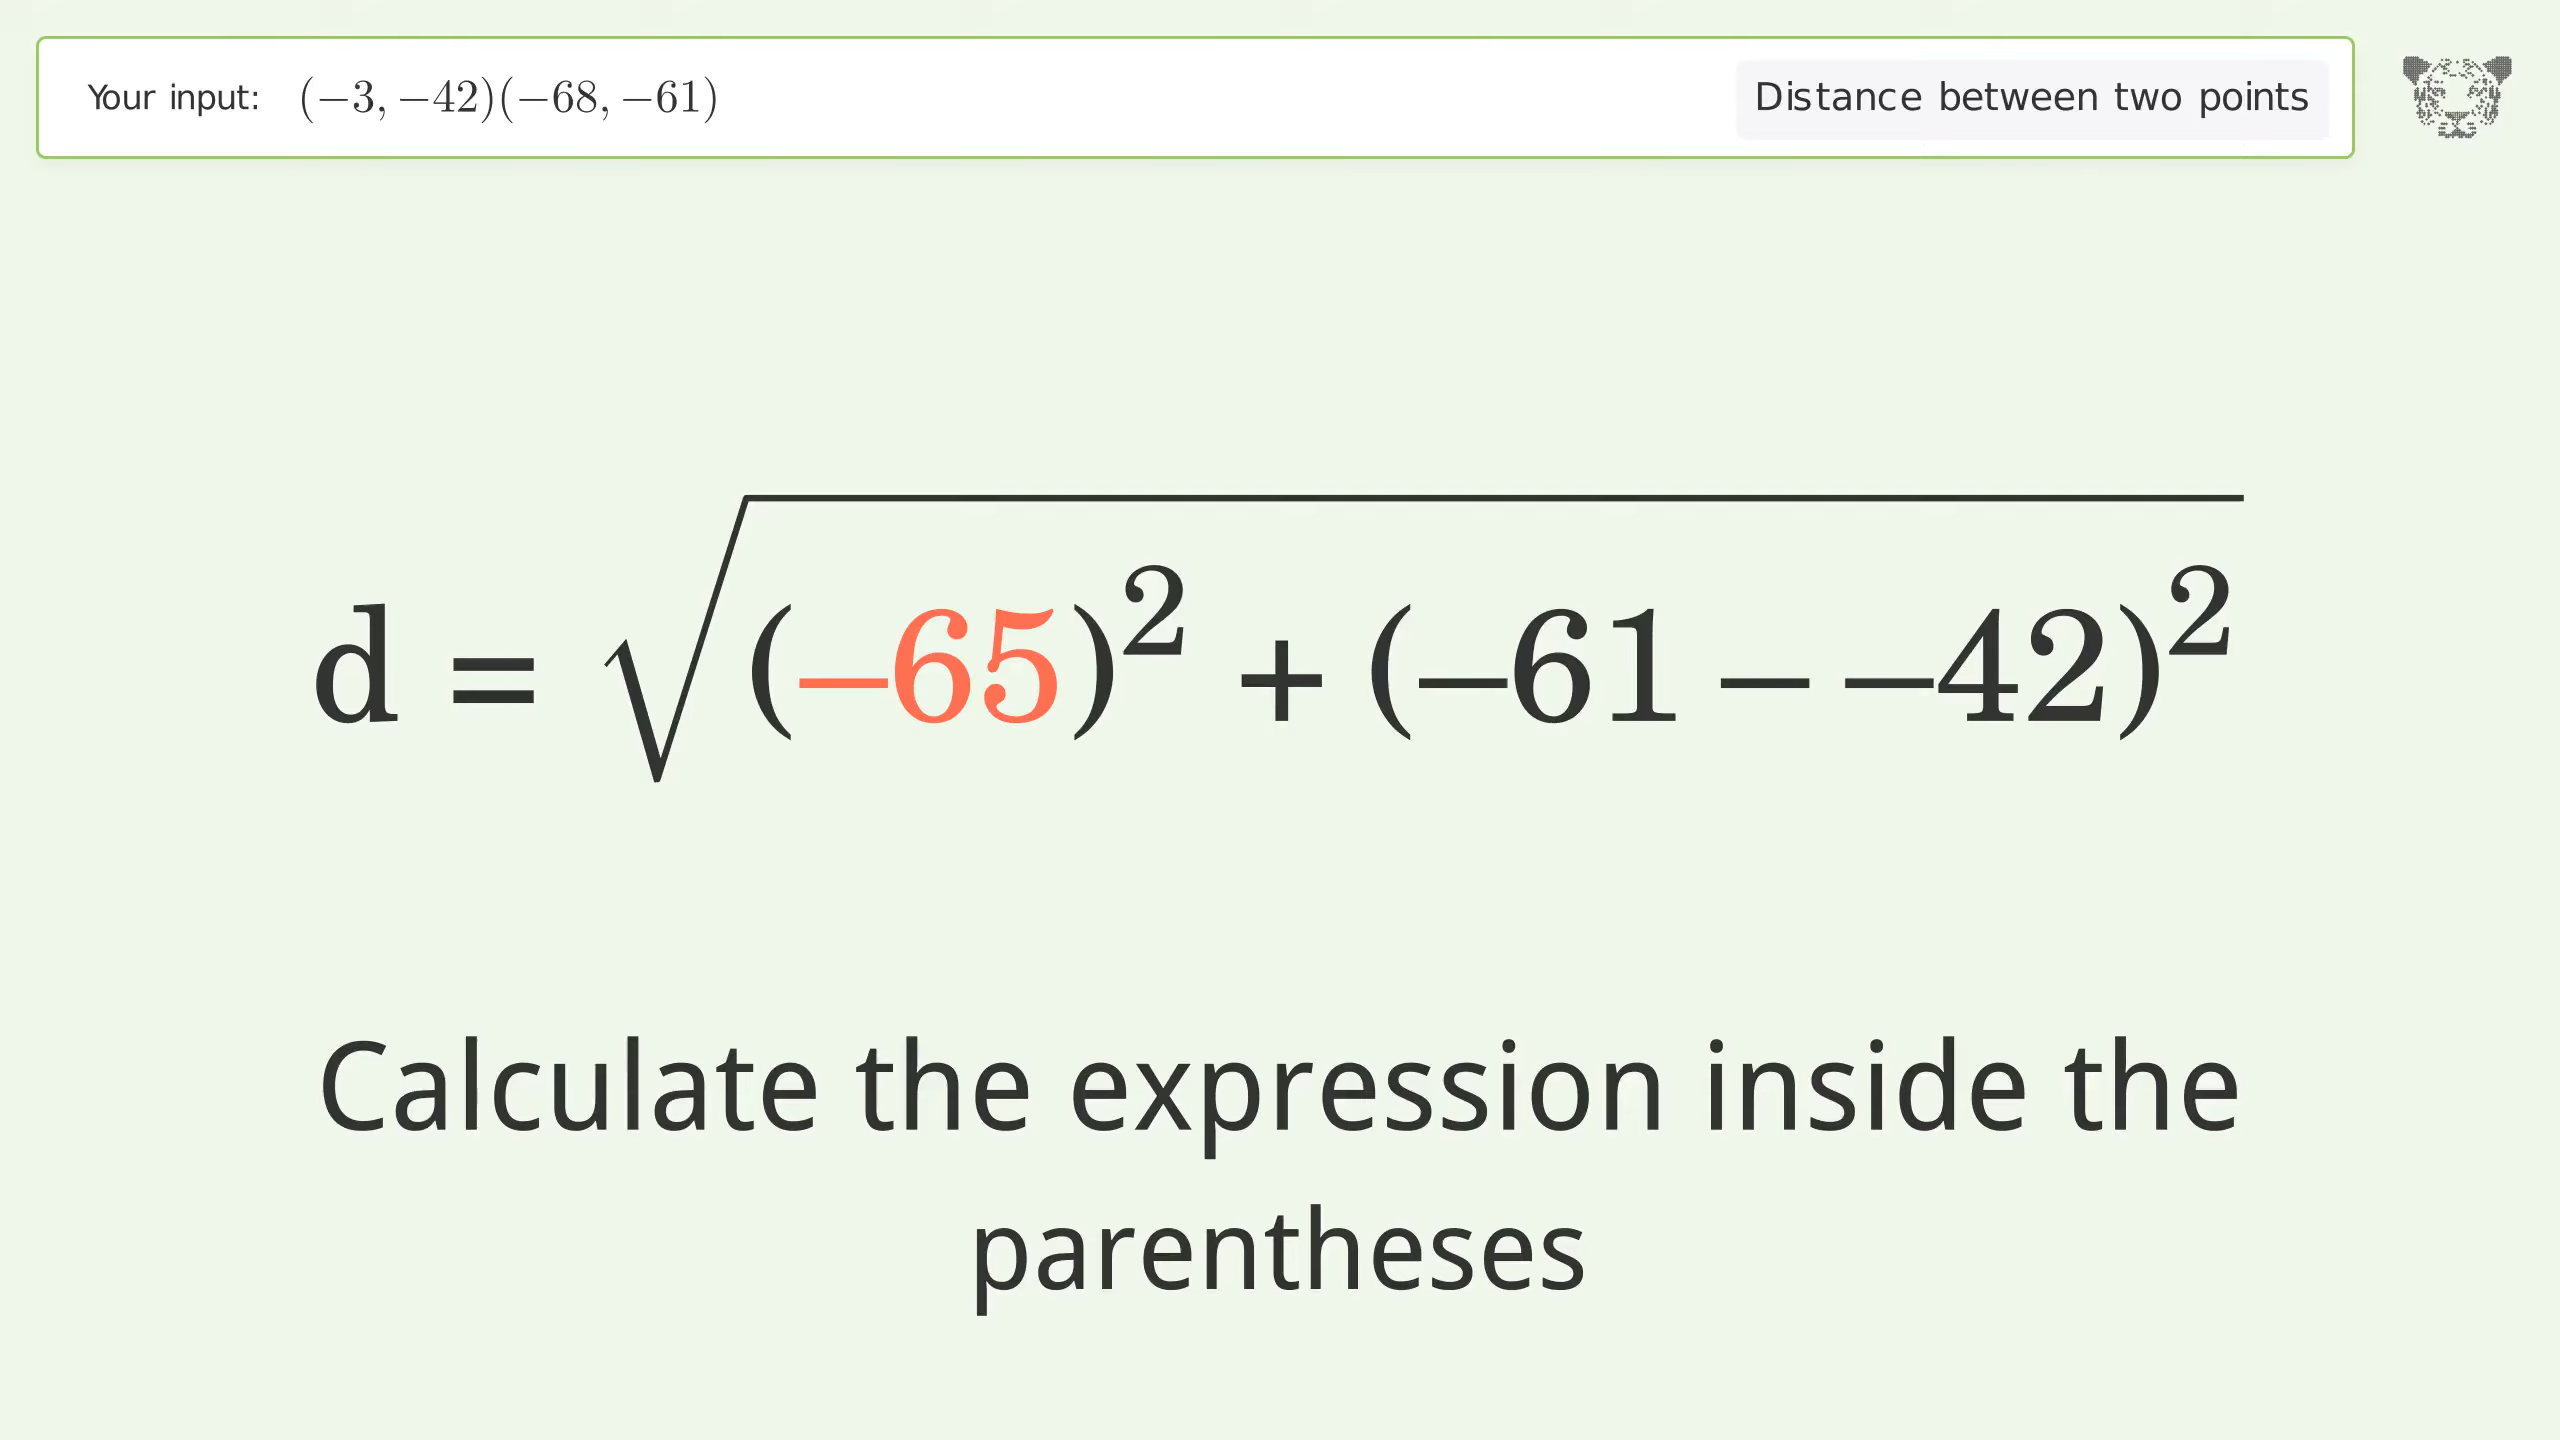 Your input: (−3, −42)(−68, −61)
Distance between two points
d = √(−65)² + (−61 − −42)²
Calculate the expression inside the
parentheses